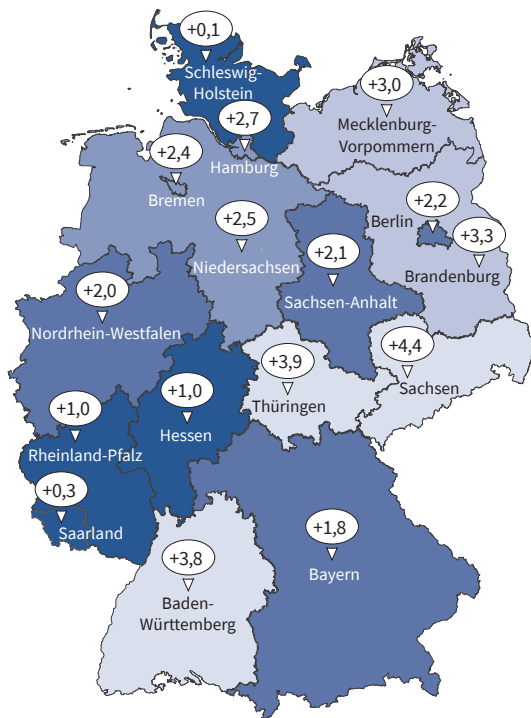 +0,1
Schleswig-
Holstein
+3,0
Mecklenburg-
Vorpommern
+2,7
Hamburg
+2,4
Bremen
+2,2
Berlin
+2,5
Niedersachsen
+2,1
Sachsen-Anhalt
+3,3
Brandenburg
+2,0
Nordrhein-Westfalen
+3,9
Thüringen
+4,4
Sachsen
+1,0
Rheinland-Pfalz
+1,0
Hessen
+0,3
Saarland
+1,8
Bayern
+3,8
Baden-
Württemberg